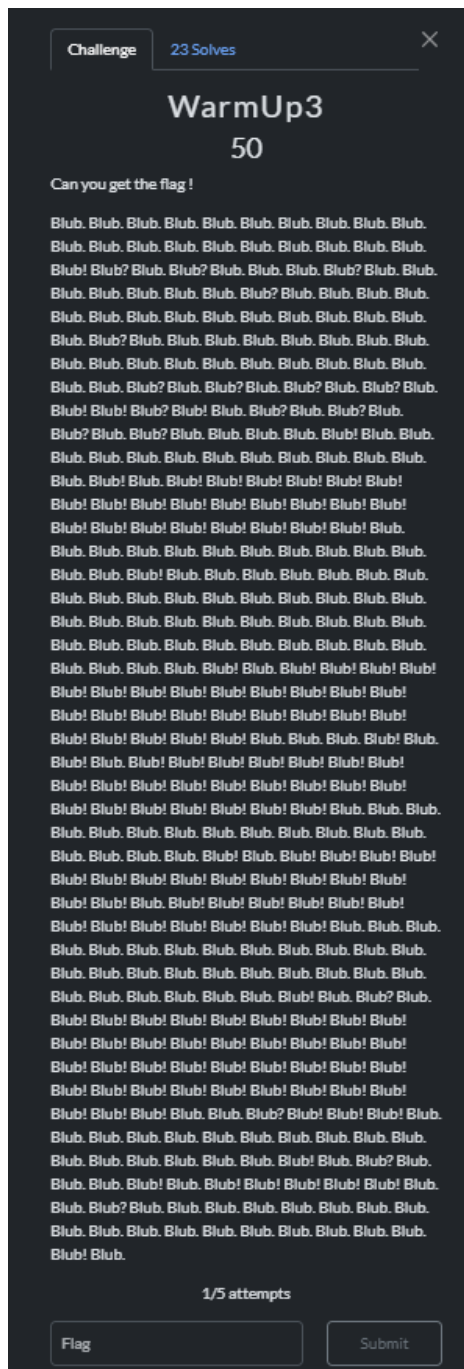 Challenge 23 Solves
WarmUp3
50
Can you get the flag !
Blub. Blub. Blub. Blub. Blub. Blub. Blub. Blub. Blub. Blub.
Blub. Blub. Blub. Blub. Blub. Blub. Blub. Blub. Blub. Blub.
Blub! Blub? Blub. Blub? Blub. Blub. Blub. Blub? Blub. Blub.
Blub. Blub. Blub. Blub. Blub. Blub? Blub. Blub. Blub. Blub.
Blub. Blub. Blub. Blub. Blub. Blub. Blub. Blub. Blub. Blub.
Blub. Blub? Blub. Blub. Blub. Blub. Blub. Blub. Blub. Blub.
Blub. Blub. Blub. Blub. Blub. Blub. Blub. Blub. Blub. Blub.
Blub. Blub. Blub? Blub. Blub? Blub. Blub? Blub. Blub? Blub.
Blub! Blub! Blub? Blub! Blub. Blub? Blub. Blub? Blub.
Blub? Blub. Blub? Blub. Blub. Blub. Blub. Blub! Blub. Blub.
Blub. Blub. Blub. Blub. Blub. Blub. Blub. Blub. Blub. Blub.
Blub. Blub! Blub. Blub! Blub! Blub! Blub! Blub! Blub!
Blub! Blub! Blub! Blub! Blub! Blub! Blub! Blub! Blub!
Blub! Blub! Blub! Blub! Blub! Blub! Blub! Blub! Blub.
Blub. Blub. Blub. Blub. Blub. Blub. Blub. Blub. Blub. Blub.
Blub. Blub. Blub! Blub. Blub. Blub. Blub. Blub. Blub. Blub.
Blub. Blub. Blub. Blub. Blub. Blub. Blub. Blub. Blub. Blub.
Blub. Blub. Blub. Blub. Blub. Blub. Blub. Blub. Blub. Blub.
Blub. Blub. Blub. Blub. Blub. Blub. Blub. Blub. Blub. Blub.
Blub. Blub. Blub. Blub. Blub! Blub. Blub! Blub! Blub! Blub!
Blub! Blub! Blub! Blub! Blub! Blub! Blub! Blub! Blub!
Blub! Blub! Blub! Blub! Blub! Blub! Blub! Blub! Blub!
Blub! Blub! Blub! Blub! Blub! Blub. Blub. Blub. Blub! Blub.
Blub! Blub. Blub! Blub! Blub! Blub! Blub! Blub! Blub!
Blub! Blub! Blub! Blub! Blub! Blub! Blub! Blub! Blub!
Blub! Blub! Blub! Blub! Blub! Blub! Blub! Blub. Blub. Blub.
Blub. Blub. Blub. Blub. Blub. Blub. Blub. Blub. Blub. Blub.
Blub. Blub. Blub. Blub. Blub! Blub. Blub! Blub! Blub! Blub!
Blub! Blub! Blub! Blub! Blub! Blub! Blub! Blub! Blub!
Blub! Blub! Blub. Blub! Blub! Blub! Blub! Blub! Blub!
Blub! Blub! Blub! Blub! Blub! Blub! Blub! Blub. Blub. Blub.
Blub. Blub. Blub. Blub. Blub. Blub. Blub. Blub. Blub. Blub.
Blub. Blub. Blub. Blub. Blub. Blub. Blub. Blub. Blub. Blub.
Blub. Blub. Blub. Blub. Blub. Blub. Blub! Blub. Blub? Blub.
Blub! Blub! Blub! Blub! Blub! Blub! Blub! Blub! Blub!
Blub! Blub! Blub! Blub! Blub! Blub! Blub! Blub! Blub!
Blub! Blub! Blub! Blub! Blub! Blub! Blub! Blub! Blub!
Blub! Blub! Blub! Blub! Blub! Blub! Blub! Blub! Blub!
Blub! Blub! Blub! Blub. Blub. Blub? Blub! Blub! Blub! Blub.
Blub. Blub. Blub. Blub. Blub. Blub. Blub. Blub. Blub. Blub.
Blub. Blub. Blub. Blub. Blub. Blub. Blub! Blub. Blub? Blub.
Blub. Blub. Blub! Blub. Blub! Blub! Blub! Blub! Blub! Blub.
Blub. Blub? Blub. Blub. Blub. Blub. Blub. Blub. Blub. Blub.
Blub. Blub. Blub. Blub. Blub. Blub. Blub. Blub. Blub. Blub.
Blub! Blub.
1/5 attempts
Flag Submit